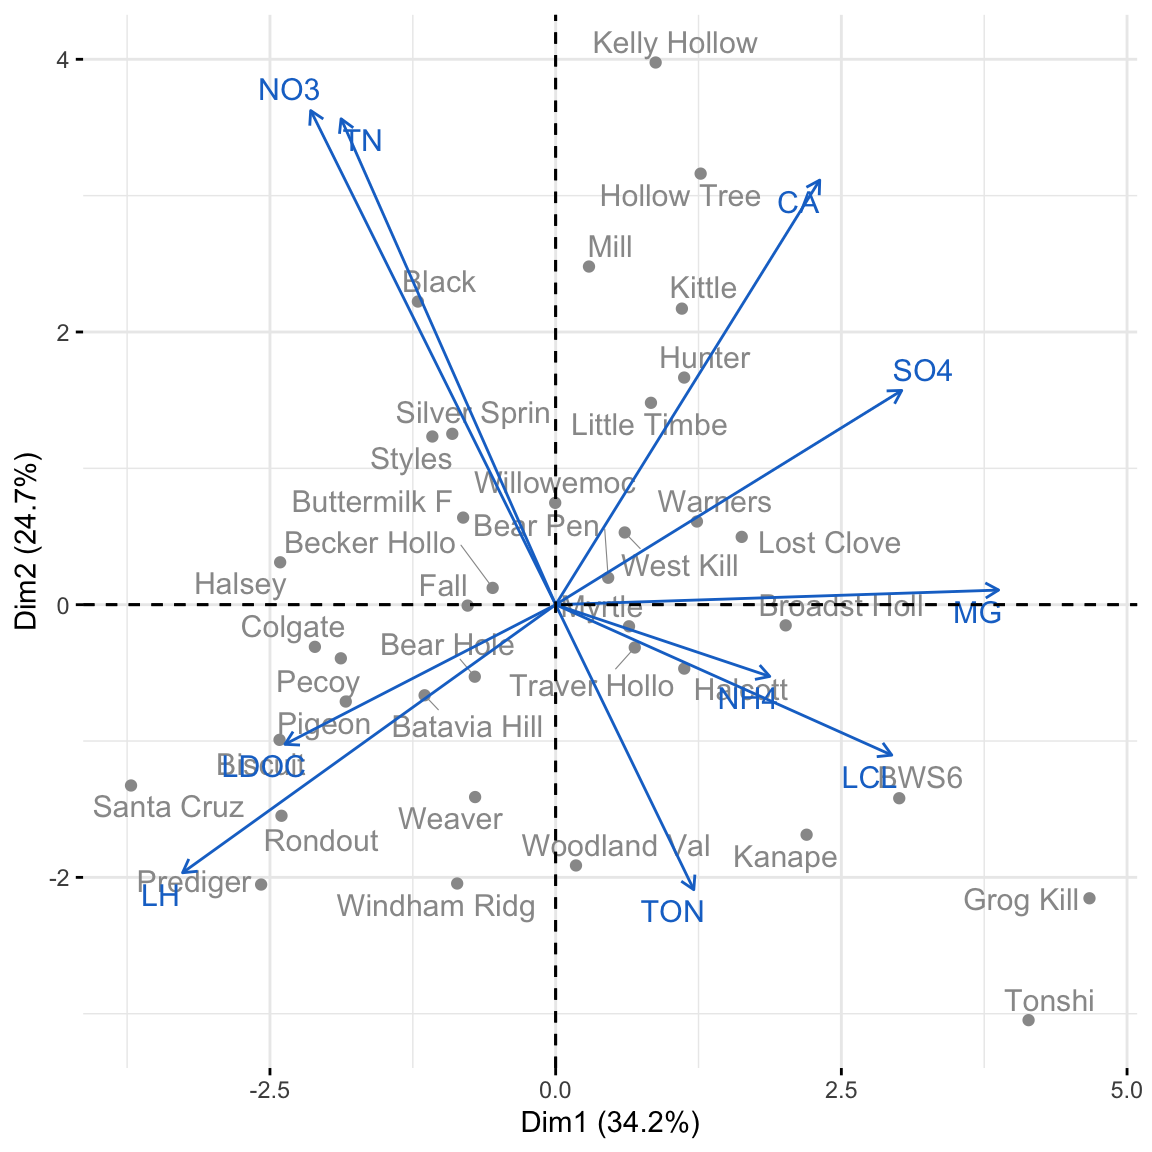 Kelly Hollow
4
NO3
TN
Hollow Tree
CA
Mill
Black
Kittle
2
Hunter
SO4
Silver Sprin
Little Timbe
Styles
Willowemoc
Buttermilk F
Warners
Bear Pen
Becker Hollo
Lost Clove
West Kill
Halsey
Fall
0
Myrtle
Broadst Holl
MG
Colgate
Bear Hole
Pecoy
Traver Hollo
Halsott
NH4
Pigeon
Batavia Hill
Biscuit
LDOC
LCL
BWS6
Santa Cruz
Weaver
Rondout
Woodland Val
Kanape
-2
Prediger
LH
Windham Ridg
TON
Grog Kill
Tonshi
-2.5
0.0
2.5
5.0
Dim1 (34.2%)
Dim2 (24.7%)